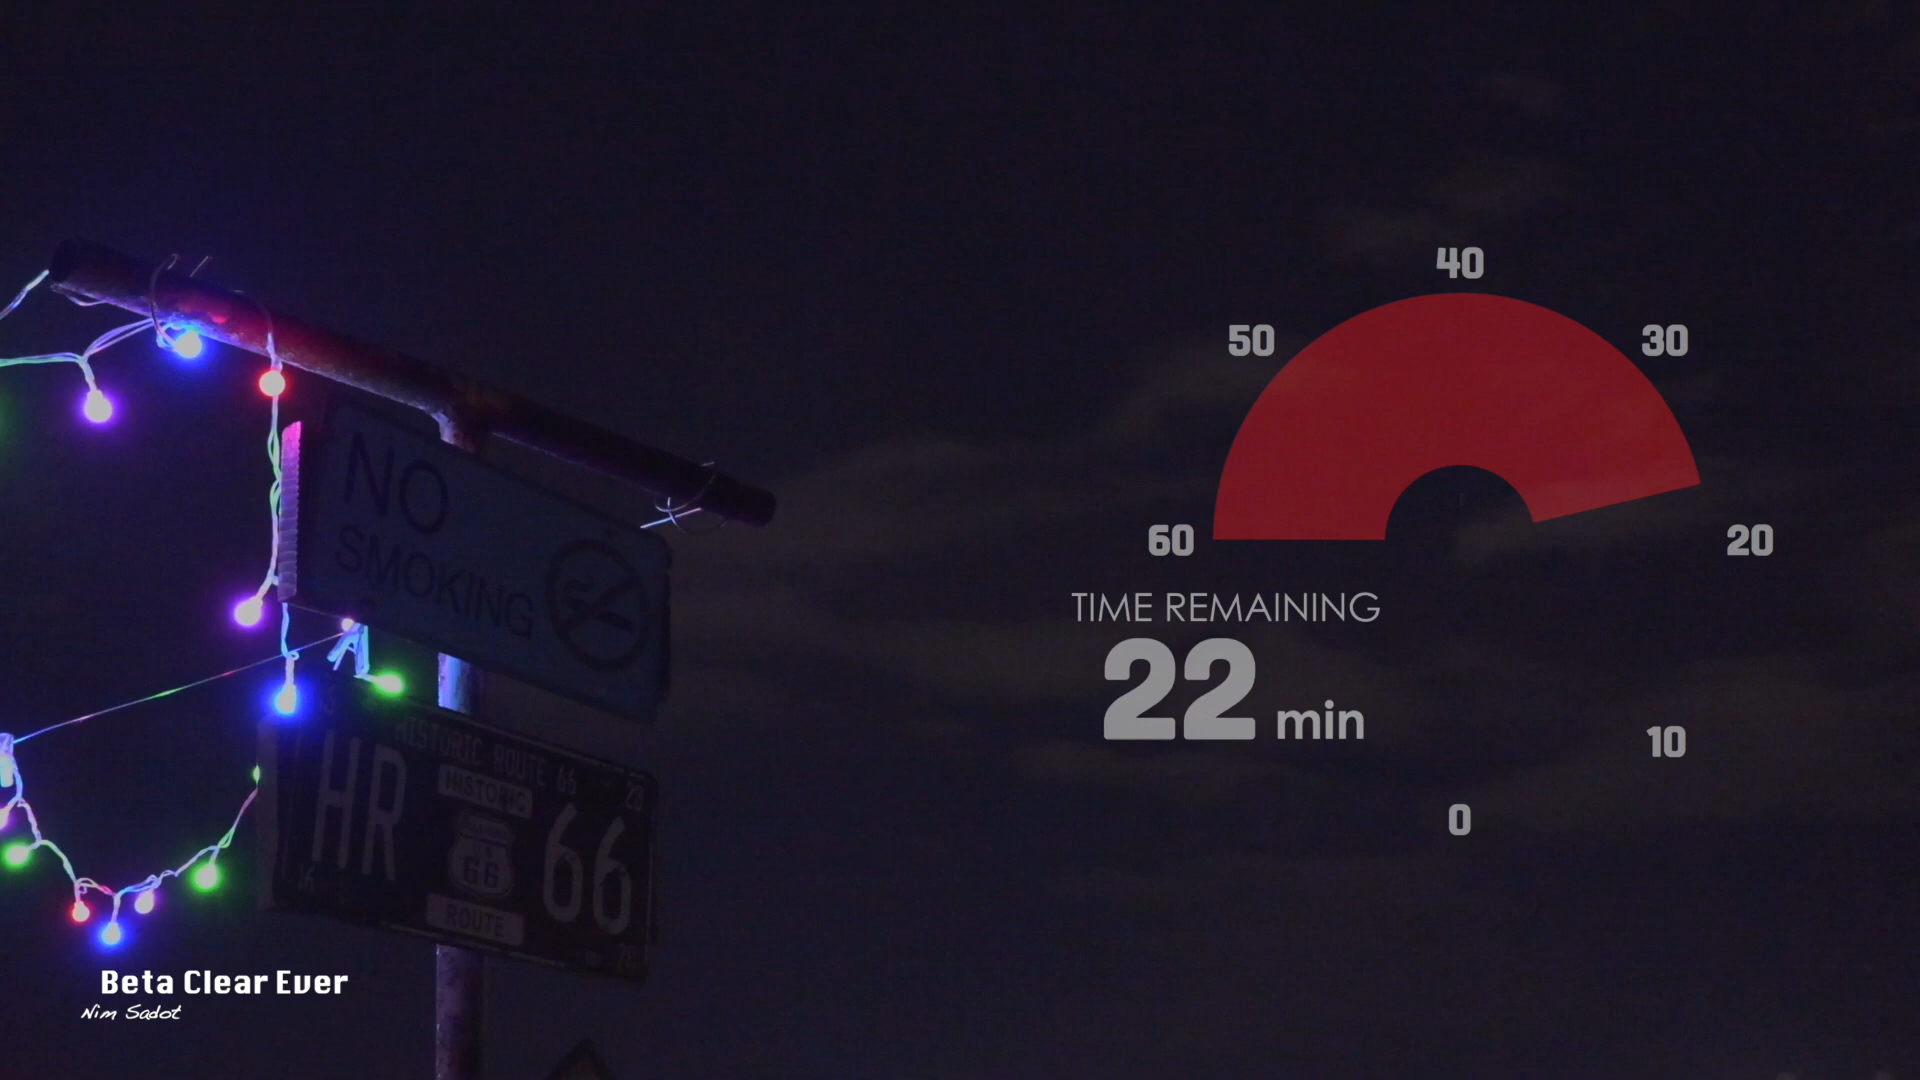 NO
SMOKING
HISTORIC ROUTE 66
HR
HISTORIC
US
66
ROUTE
66
Beta Clear Ever
Nim Sadot
60
50
40
30
20
10
0
TIME REMAINING
22 min